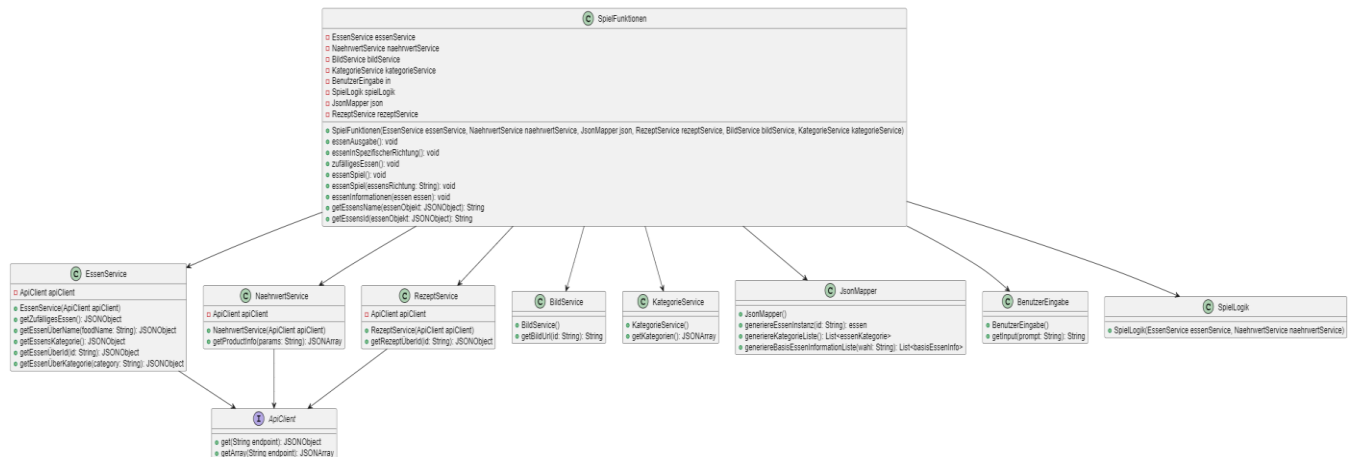 C SpielFunktionen
EssenService essenService
NaehrwertService naehrwertService
BildService bildService
KategorieService kategorieService
BenutzerEingabe in
SpielLogik spielLogik
JsonMapper json
RezeptService rezeptService
SpielFunktionen(EssenService essenService, NaehrwertService naehrwertService, JsonMapper json, RezeptService rezeptService, BildService bildService, KategorieService kategorieService)
essenAusgabe(): void
essenInSpezifischerRichtung(): void
zufälligesEssen(): void
essenSpiel(): void
essenSpiel(essensRichtung: String): void
essenInformationen(essen essen): void
getEssensName(essenObjekt: JSONObject): String
getEssensId(essenObjekt: JSONObject): String
C EssenService
ApiClient apiClient
EssenService(ApiClient apiClient)
getZufälligesEssen(): JSONObject
getEssenÜberName(foodName: String): JSONObject
getEssensKategorie(): JSONObject
getEssenÜberId(id: String): JSONObject
getEssenÜberKategorie(category: String): JSONObject
C NaehrwertService
ApiClient apiClient
NaehrwertService(ApiClient apiClient)
getProductInfo(params: String): JSONArray
C RezeptService
ApiClient apiClient
RezeptService(ApiClient apiClient)
getRezeptÜberId(id: String): JSONObject
C BildService
BildService()
getBildUrl(id: String): String
C KategorieService
KategorieService()
getKategorien(): JSONArray
C JsonMapper
JsonMapper()
generiereEssenInstanz(id: String): essen
generiereKategorieListe(): List<essenKategorie>
generiereBasisEssenInformationListe(wahl: String): List<basisEssenInfo>
C BenutzerEingabe
BenutzerEingabe()
getInput(prompt: String): String
C SpielLogik
SpielLogik(EssenService essenService, NaehrwertService naehrwertService)
I ApiClient
get(String endpoint): JSONObject
getArray(String endpoint): JSONArray